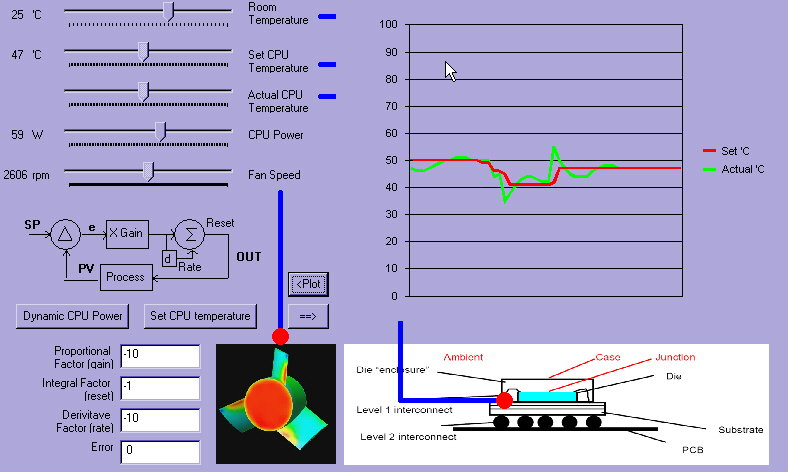 25 'C
Room
Temperature
47 'C
Set CPU
Temperature
Actual CPU
Temperature
59 W
CPU Power
2606 rpm
Fan Speed
SP
Δ
e
X Gain
Σ
Reset
d
Rate
OUT
PV
Process
<Plot
Dynamic CPU Power
Set CPU temperature
==>
Proportional
Factor (gain)
-10
Integral Factor
(reset)
-1
Derivitave
Factor (rate)
-10
Error
0
100
90
80
70
60
50
40
30
20
10
0
Set 'C
Actual 'C
Ambient
Case
Junction
Die "enclosure"
Die
Level 1 interconnect
Level 2 interconnect
Substrate
PCB